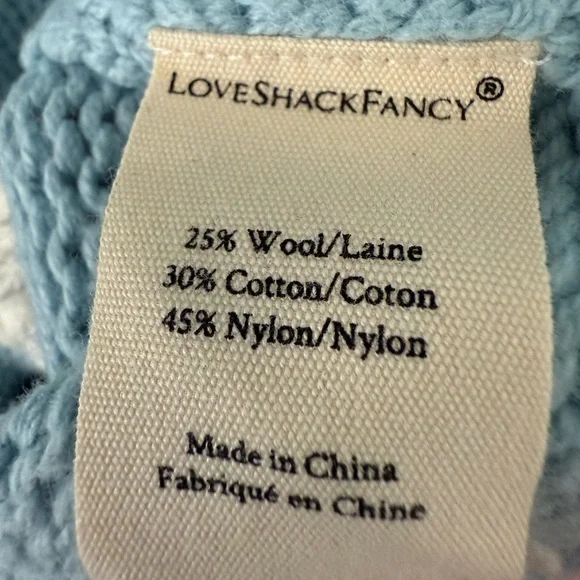 LOVESHACKFANCY®
25% Wool/Laine
30% Cotton/Coton
45% Nylon/Nylon
Made in China
Fabriqué en Chine